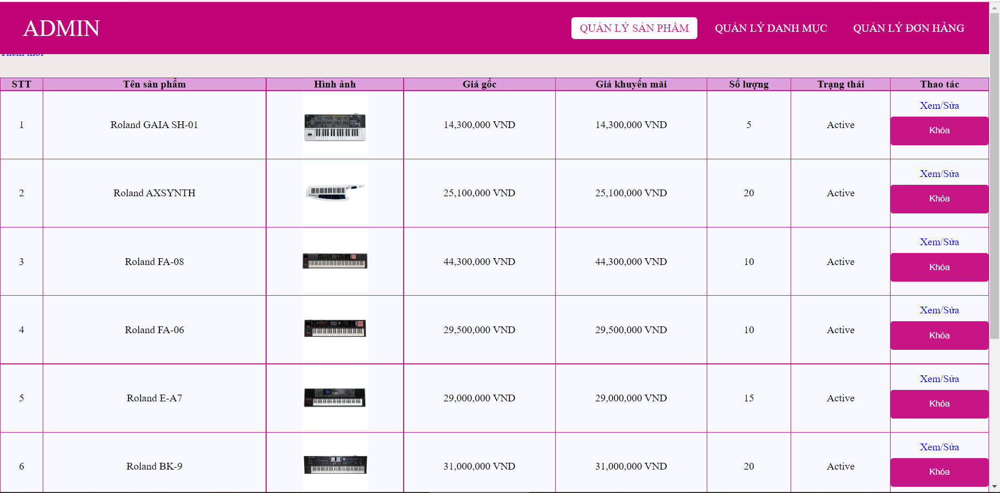 ADMIN
QUẢN LÝ SẢN PHẨM
QUẢN LÝ DANH MỤC
QUẢN LÝ ĐƠN HÀNG
Thêm mới
STT Tên sản phẩm Hình ảnh Giá gốc Giá khuyến mãi Số lượng Trạng thái Thao tác
Xem/Sửa
1 Roland GAIA SH-01 14,300,000 VND 14,300,000 VND 5 Active
Khóa
Xem/Sửa
2 Roland AXSYNTH 25,100,000 VND 25,100,000 VND 20 Active
Khóa
Xem/Sửa
3 Roland FA-08 44,300,000 VND 44,300,000 VND 10 Active
Khóa
Xem/Sửa
4 Roland FA-06 29,500,000 VND 29,500,000 VND 10 Active
Khóa
Xem/Sửa
5 Roland E-A7 29,000,000 VND 29,000,000 VND 15 Active
Khóa
Xem/Sửa
6 Roland BK-9 31,000,000 VND 31,000,000 VND 20 Active
Khóa